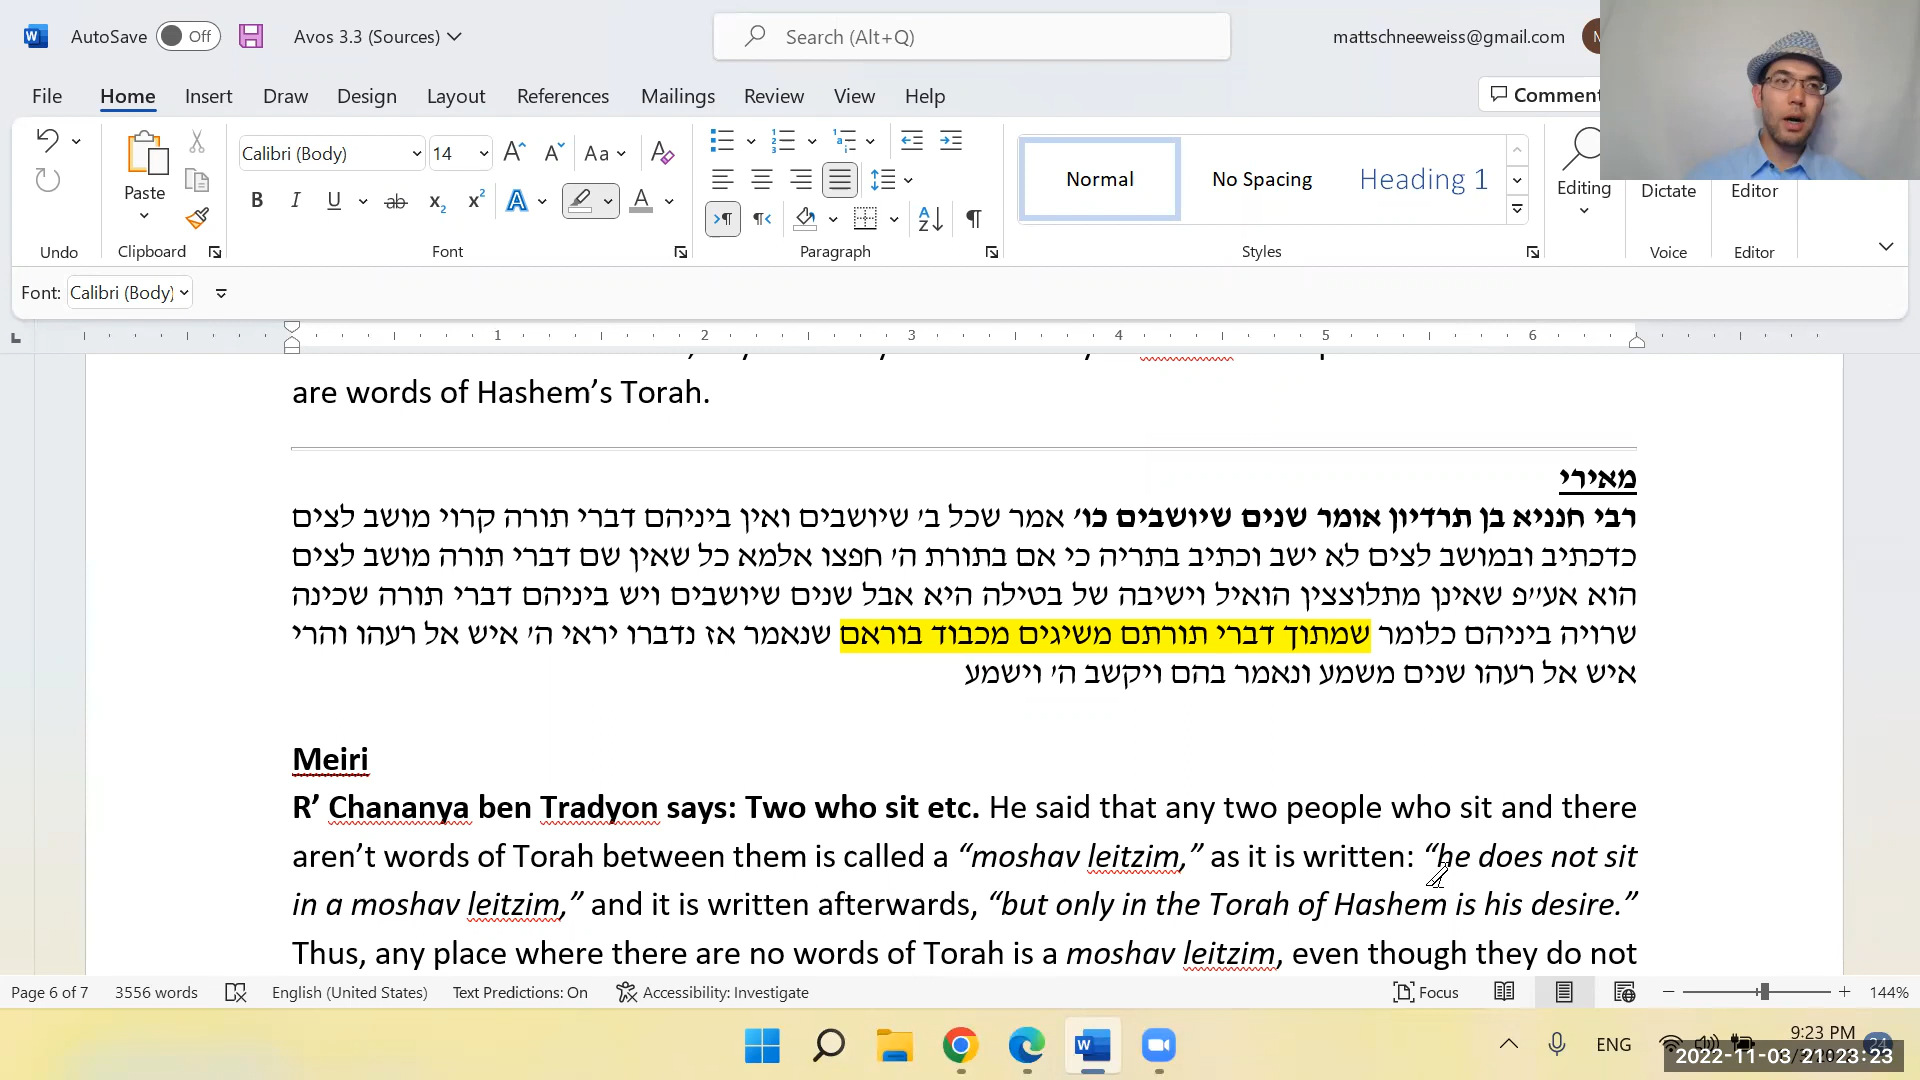 AutoSave Off Avos 3.3 (Sources) Search (Alt+Q) mattschneeweiss@gmail.com
File Home Insert Draw Design Layout References Mailings Review View Help
Paste Calibri (Body) 14 Aa Normal No Spacing Heading 1 Editing Dictate Editor
Undo Clipboard Font Paragraph Styles Voice Editor
Font: Calibri (Body)
1 2 3 4 5 6
are words of Hashem’s Torah.
מאירי
רבי חנניא בן תרדיון אומר שנים שיושבים כו׳ אמר שכל ב׳ שיושבים ואין ביניהם דברי תורה קרוי מושב לצים
כדכתיב ובמושב לצים לא ישב וכתיב בתריה כי אם בתורת ה׳ חפצו אלמא כל שאין שם דברי תורה מושב לצים
הוא אע״פ שאינן מתלוצצין הואיל וישיבה של בטילה היא אבל שנים שיושבים ויש ביניהם דברי תורה שכינה
שרויה ביניהם כלומר שמתוך דברי תורתם משיגים מכבוד בוראם שנאמר אז נדברו יראי ה׳ איש אל רעהו והרי
איש אל רעהו שנים משמע ונאמר בהם ויקשב ה׳ וישמע
Meiri
R’ Chananya ben Tradyon says: Two who sit etc. He said that any two people who sit and there
aren’t words of Torah between them is called a “moshav leitzim,” as it is written: “he does not sit
in a moshav leitzim,” and it is written afterwards, “but only in the Torah of Hashem is his desire.”
Thus, any place where there are no words of Torah is a moshav leitzim, even though they do not
Page 6 of 7 3556 words English (United States) Text Predictions: On Accessibility: Investigate Focus 144%
ENG 9:23 PM 24
2022-11-03 21:23:23